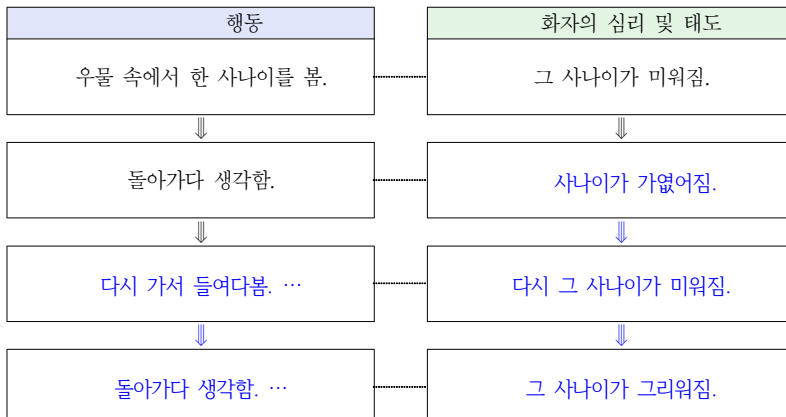 행동
화자의 심리 및 태도
우물 속에서 한 사나이를 봄.
그 사나이가 미워짐.
돌아가다 생각함.
사나이가 가엾어짐.
다시 가서 들여다봄. …
다시 그 사나이가 미워짐.
돌아가다 생각함. …
그 사나이가 그리워짐.